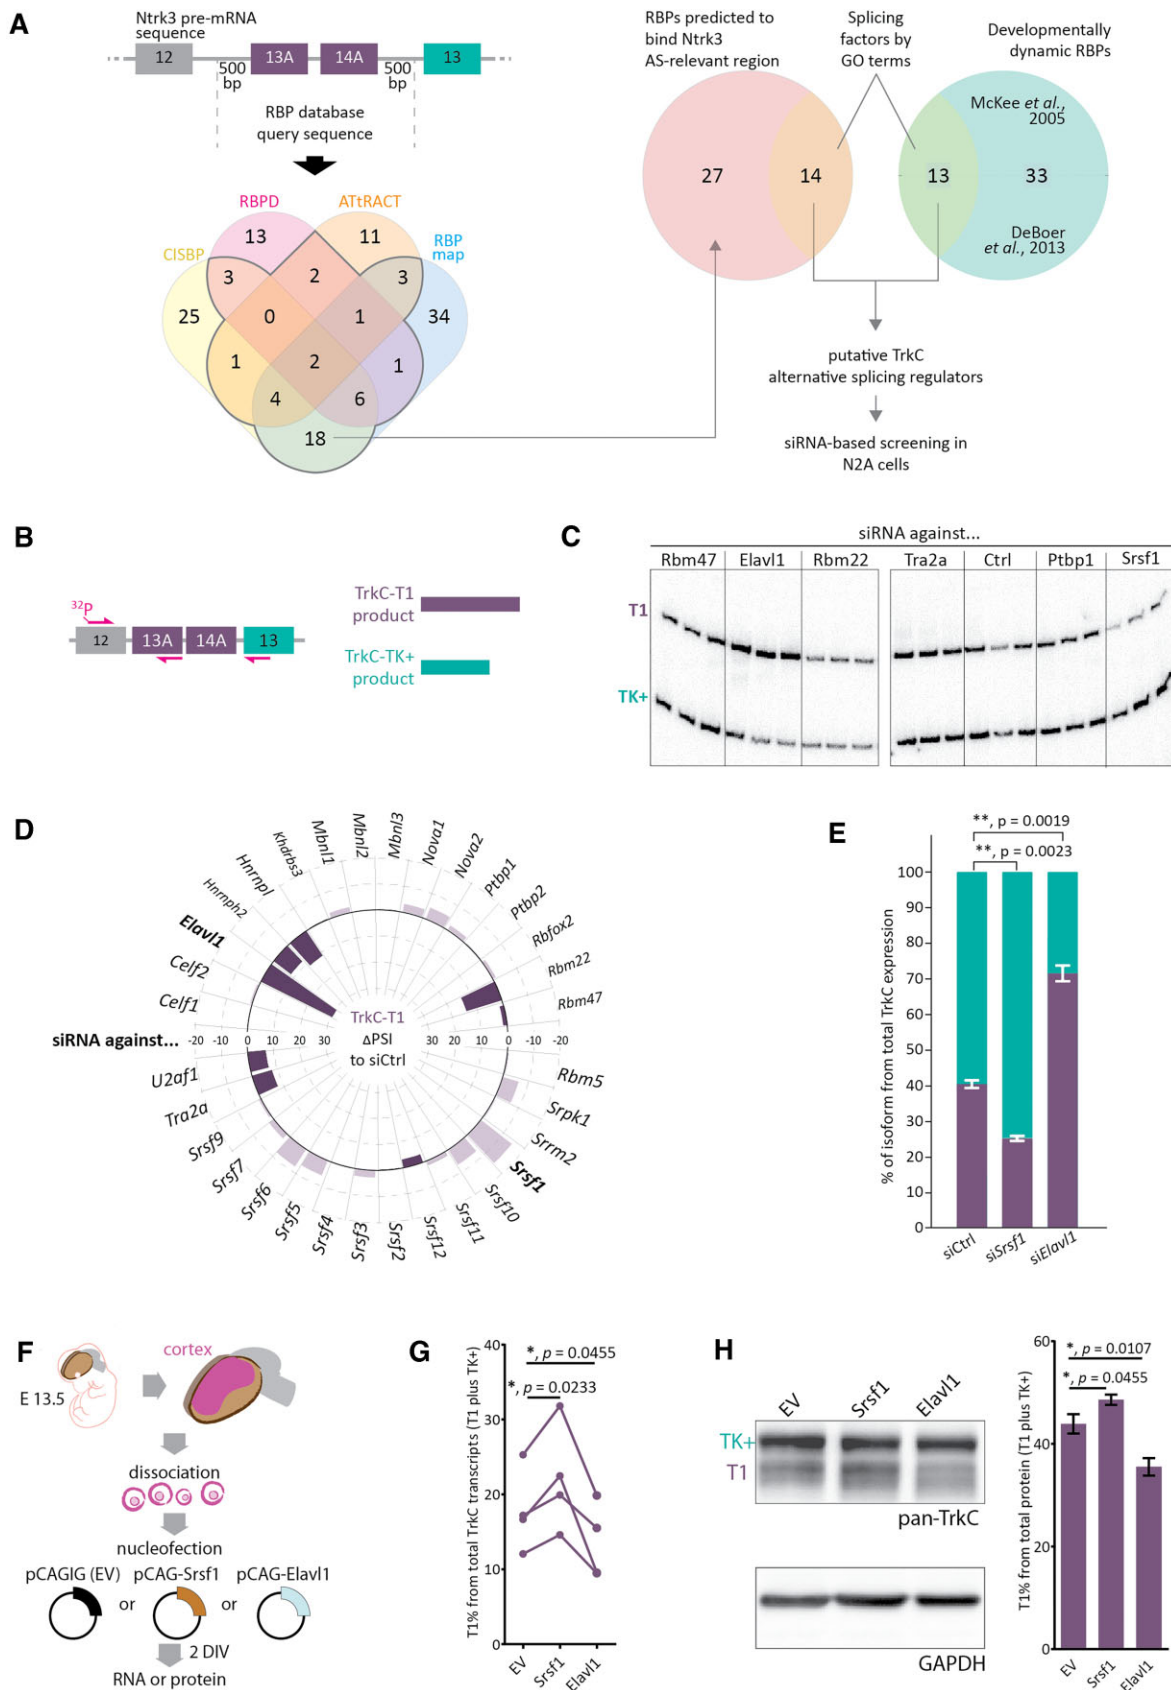 A
Ntrk3 pre-mRNA
sequence
12
13A
14A
13
500
bp
500
bp
RBP database
query sequence
RBPD
ATtRACT
CISBP
RBP
map
13
11
3
2
3
25
0
1
34
1
2
1
4
6
18
RBPs predicted to
bind Ntrk3
AS-relevant region
Splicing
factors by
GO terms
Developmentally
dynamic RBPs
McKee et al.,
2005
27
14
13
33
DeBoer
et al., 2013
putative TrkC
alternative splicing regulators
siRNA-based screening in
N2A cells
B
32P
12
13A
14A
13
TrkC-T1
product
TrkC-TK+
product
C
siRNA against...
Rbm47
Elavl1
Rbm22
Tra2a
Ctrl
Ptbp1
Srsf1
T1
TK+
D
Celf1
Celf2
Elavl1
Hnrnph2
Hnrnpl
Khdrbs3
Mbnl1
Mbnl2
Mbnl3
Nova1
Nova2
Ptbp1
Ptbp2
Rbfox2
Rbm22
Rbm47
siRNA against...
-20 -10 0 10 20 30
TrkC-T1
ΔPSI
to siCtrl
30 20 10 0 -10 -20
Rbm5
Srpk1
Srrm2
Srsf1
Srsf10
Srsf11
Srsf12
Srsf2
Srsf3
Srsf4
Srsf5
Srsf6
Srsf7
Srsf9
Tra2a
U2af1
E
**, p = 0.0019
**, p = 0.0023
% of isoform from total TrkC expression
100
90
80
70
60
50
40
30
20
10
0
siCtrl
siSrsf1
siElavl1
F
E 13.5
cortex
dissociation
nucleofection
pCAGIG (EV)
pCAG-Srsf1
pCAG-Elavl1
or
or
2 DIV
RNA or protein
G
T1% from total TrkC transcripts (T1 plus TK+)
40
30
20
10
0
*, p = 0.0455
*, p = 0.0233
EV
Srsf1
Elavl1
H
EV
Srsf1
Elavl1
TK+
T1
pan-TrkC
GAPDH
T1% from total protein (T1 plus TK+)
60
40
20
0
*, p = 0.0107
*, p = 0.0455
EV
Srsf1
Elavl1